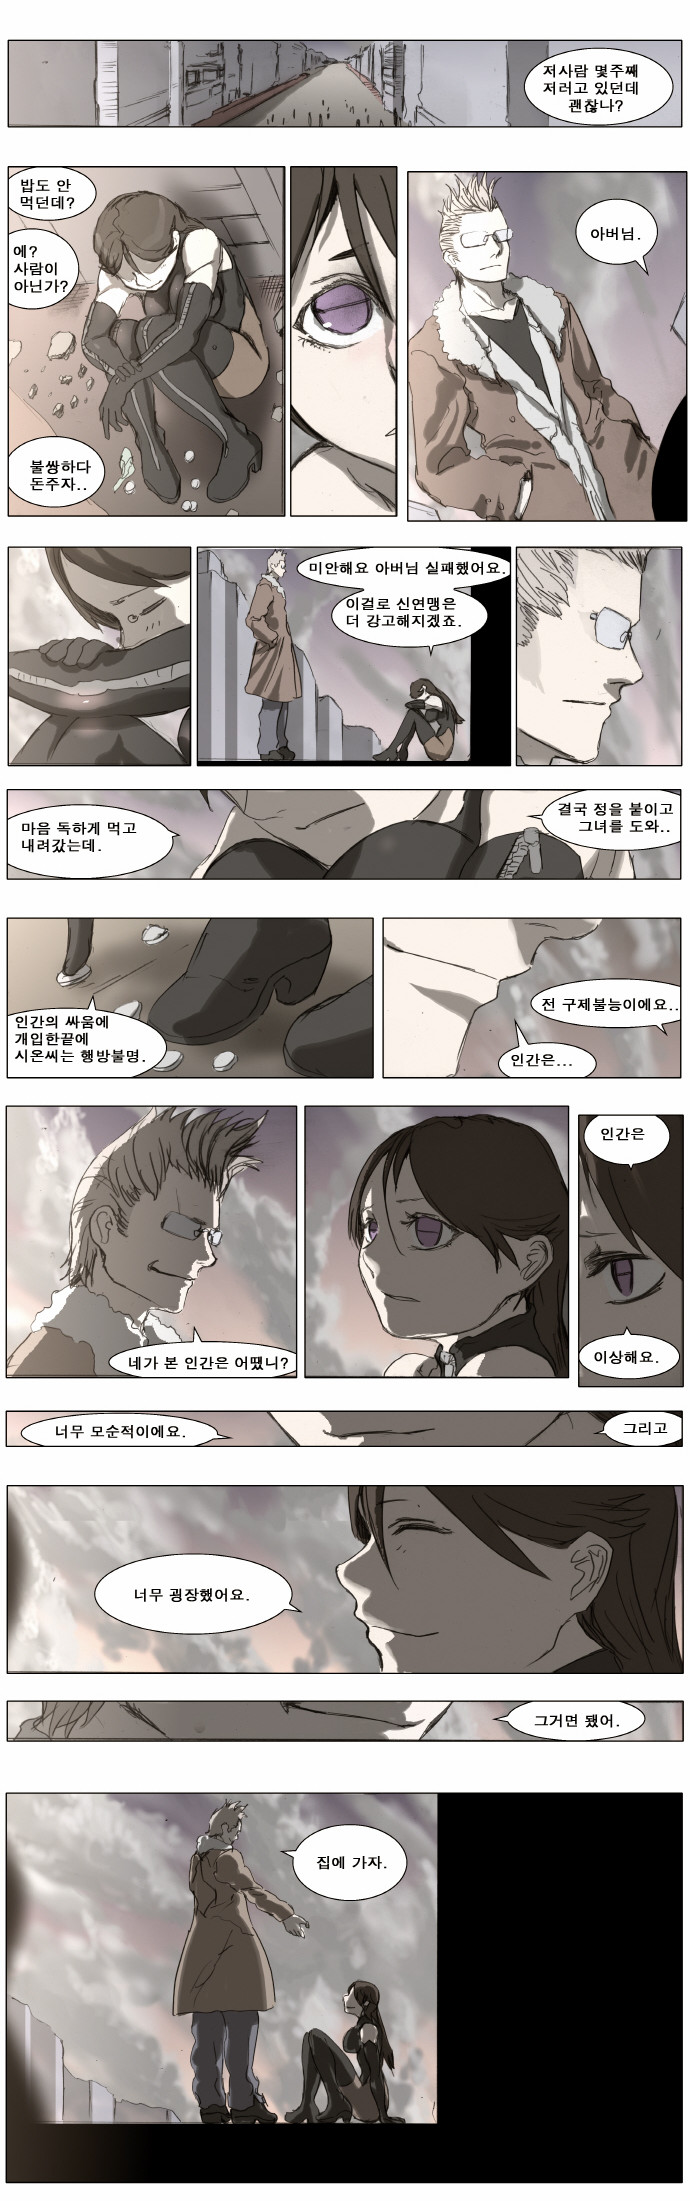 저사람 몇주째
저러고 있던데
괜찮나?
밥도 안
먹던데?
에?
사람이
아닌가?
불쌍하다
돈주자..
아버님.
미안해요 아버님 실패했어요.
이걸로 신연맹은
더 강고해지겠죠.
마음 독하게 먹고
내려갔는데.
결국 정을 붙이고
그녀를 도와..
인간의 싸움에
개입한끝에
시온씨는 행방불명.
전 구제불능이에요..
인간은...
네가 본 인간은 어땠니?
인간은
이상해요.
너무 모순적이에요.
그리고
너무 굉장했어요.
그거면 됐어.
집에 가자.